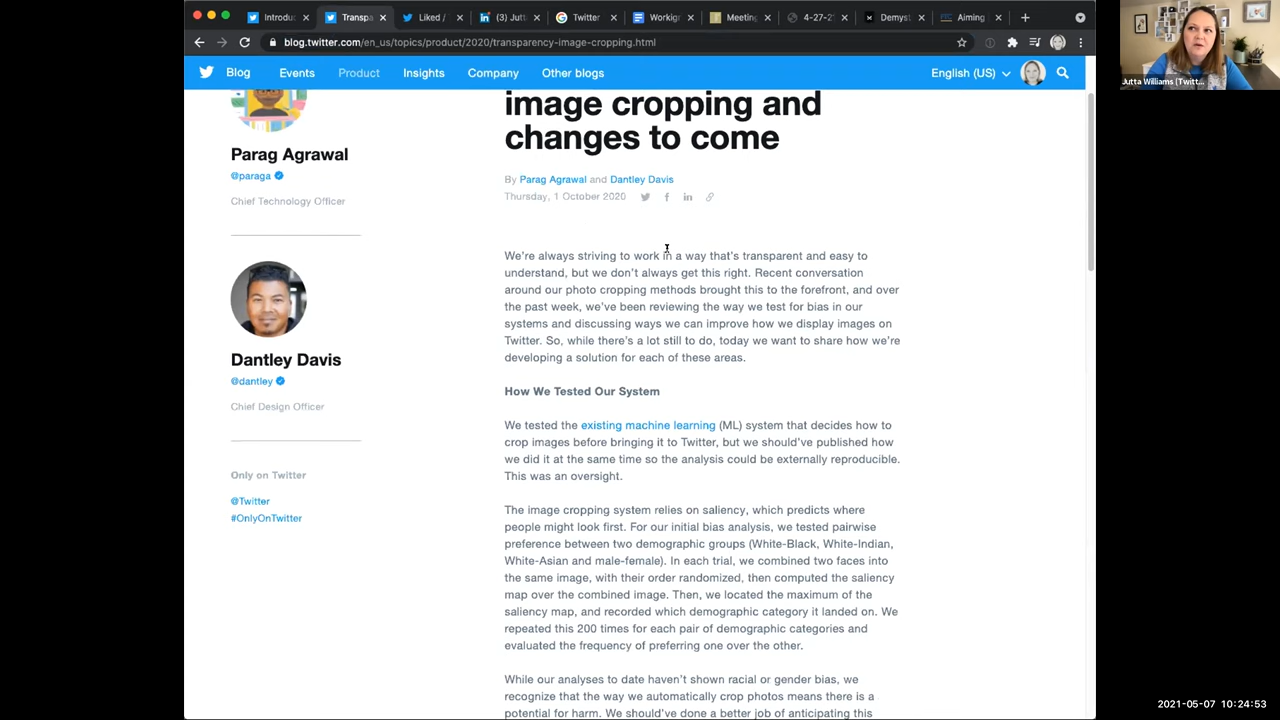 Introdu
Transpa
Liked /
(3) Jutt
Twitter
Workign
Meeting
4-27-2
Demyst
Aiming
blog.twitter.com/en_us/topics/product/2020/transparency-image-cropping.html
Blog Events Product Insights Company Other blogs English (US)
Jutta Williams (Twitt...
image cropping and
changes to come
Parag Agrawal
@paraga
Chief Technology Officer
Dantley Davis
@dantley
Chief Design Officer
Only on Twitter
@Twitter
#OnlyOnTwitter
By Parag Agrawal and Dantley Davis
Thursday, 1 October 2020
We're always striving to work in a way that's transparent and easy to
understand, but we don't always get this right. Recent conversation
around our photo cropping methods brought this to the forefront, and over
the past week, we've been reviewing the way we test for bias in our
systems and discussing ways we can improve how we display images on
Twitter. So, while there's a lot still to do, today we want to share how we're
developing a solution for each of these areas.
How We Tested Our System
We tested the existing machine learning (ML) system that decides how to
crop images before bringing it to Twitter, but we should've published how
we did it at the same time so the analysis could be externally reproducible.
This was an oversight.
The image cropping system relies on saliency, which predicts where
people might look first. For our initial bias analysis, we tested pairwise
preference between two demographic groups (White-Black, White-Indian,
White-Asian and male-female). In each trial, we combined two faces into
the same image, with their order randomized, then computed the saliency
map over the combined image. Then, we located the maximum of the
saliency map, and recorded which demographic category it landed on. We
repeated this 200 times for each pair of demographic categories and
evaluated the frequency of preferring one over the other.
While our analyses to date haven't shown racial or gender bias, we
recognize that the way we automatically crop photos means there is a
potential for harm. We should've done a better job of anticipating this
2021-05-07 10:24:53